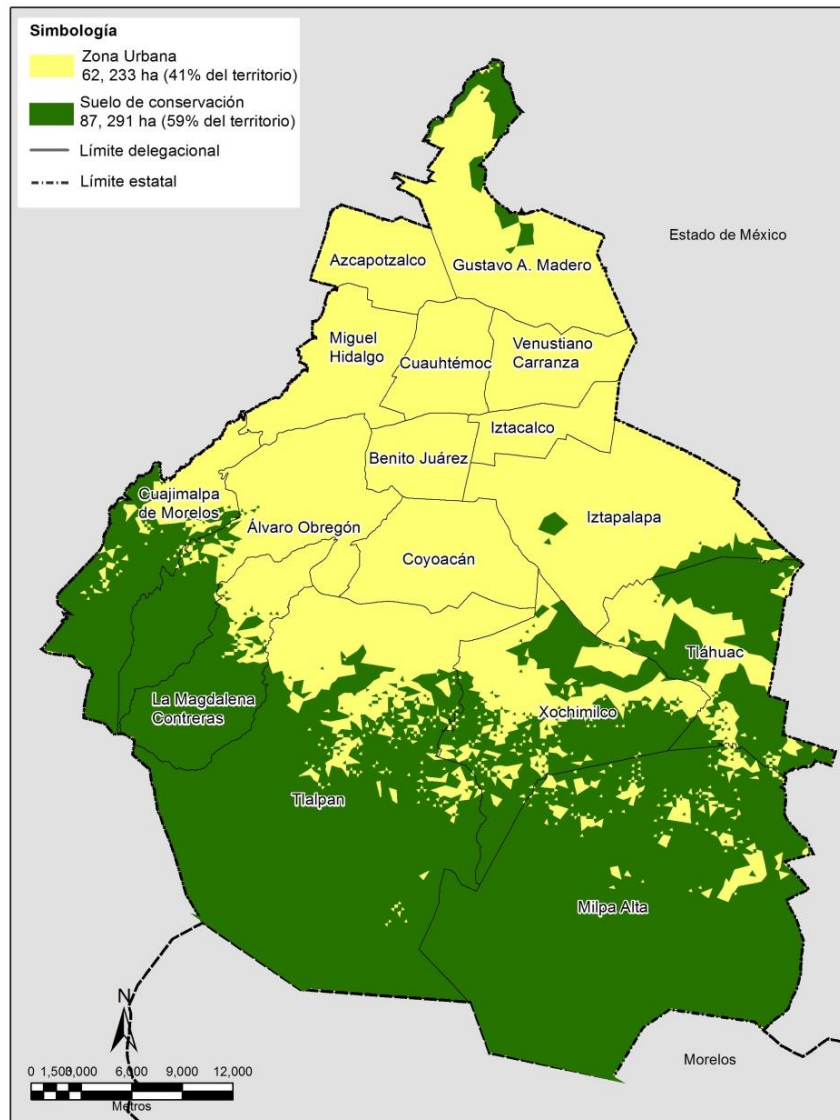 Simbología
Zona Urbana
62, 233 ha (41% del territorio)
Suelo de conservación
87, 291 ha (59% del territorio)
Límite delegacional
Límite estatal
Estado de México
Azcapotzalco
Gustavo A. Madero
Miguel
Hidalgo
Cuauhtémoc
Venustiano
Carranza
Iztacalco
Benito Juárez
Cuajimalpa
de Morelos
Álvaro Obregón
Iztapalapa
Coyoacán
Tláhuac
La Magdalena
Contreras
Xochimilco
Tlalpan
Milpa Alta
N
0 1,500 3,000 6,000 9,000 12,000
Metros
Morelos